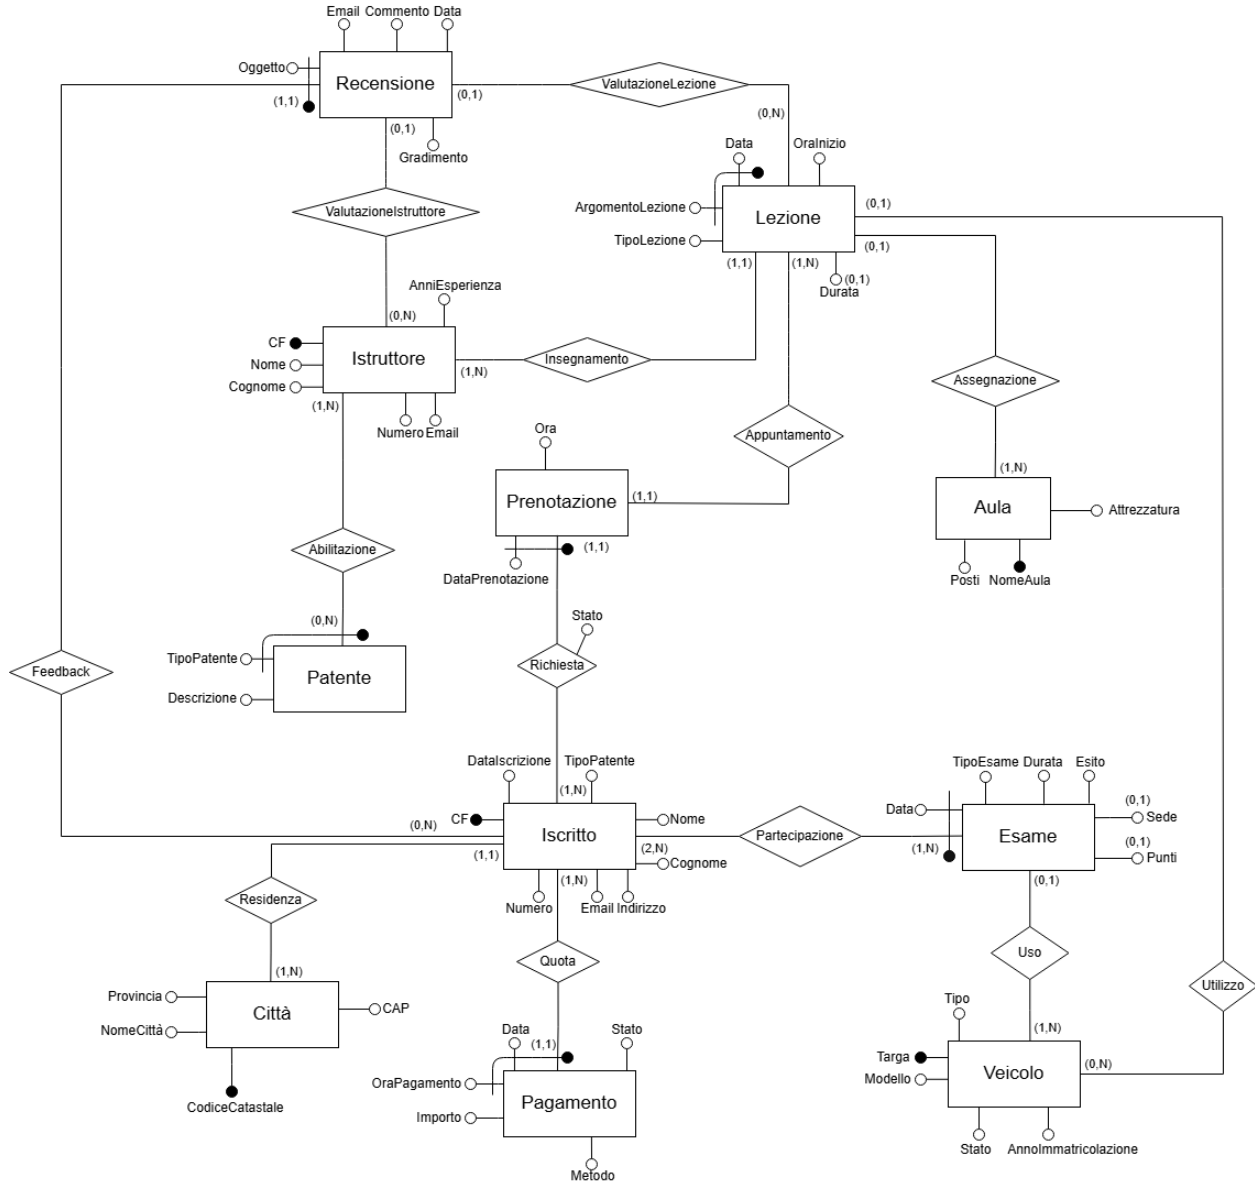 Email Commento Data
Oggetto
Recensione
ValutazioneLezione
(1,1)
(0,1)
(0,N)
(0,1)
Gradimento
Data
OraInizio
ArgomentoLezione
Lezione
(0,1)
ValutazioneIstruttore
TipoLezione
(0,1)
(1,1)
(1,N)
(0,1)
Durata
AnniEsperienza
(0,N)
CF
Istruttore
Insegnamento
Nome
(1,N)
Cognome
Assegnazione
(1,N)
Numero Email
Ora
Appuntamento
(1,N)
Prenotazione
(1,1)
Aula
Attrezzatura
Abilitazione
(1,1)
DataPrenotazione
Posti
NomeAula
Stato
(0,N)
TipoPatente
Feedback
Richiesta
Patente
Descrizione
DataIscrizione
TipoPatente
TipoEsame Durata
Esito
(1,N)
Data
(0,1)
CF
Nome
Sede
(0,N)
Iscritto
Partecipazione
Esame
(1,1)
(2,N)
(1,N)
(0,1)
Cognome
Punti
(1,N)
(0,1)
Residenza
Numero
Email Indirizzo
Quota
Uso
(1,N)
Utilizzo
Provincia
Tipo
CAP
Città
NomeCittà
Data
Stato
(1,1)
(1,N)
Targa
(0,N)
Veicolo
OraPagamento
Modello
CodiceCatastale
Pagamento
Importo
Stato
AnnoImmatricolazione
Metodo